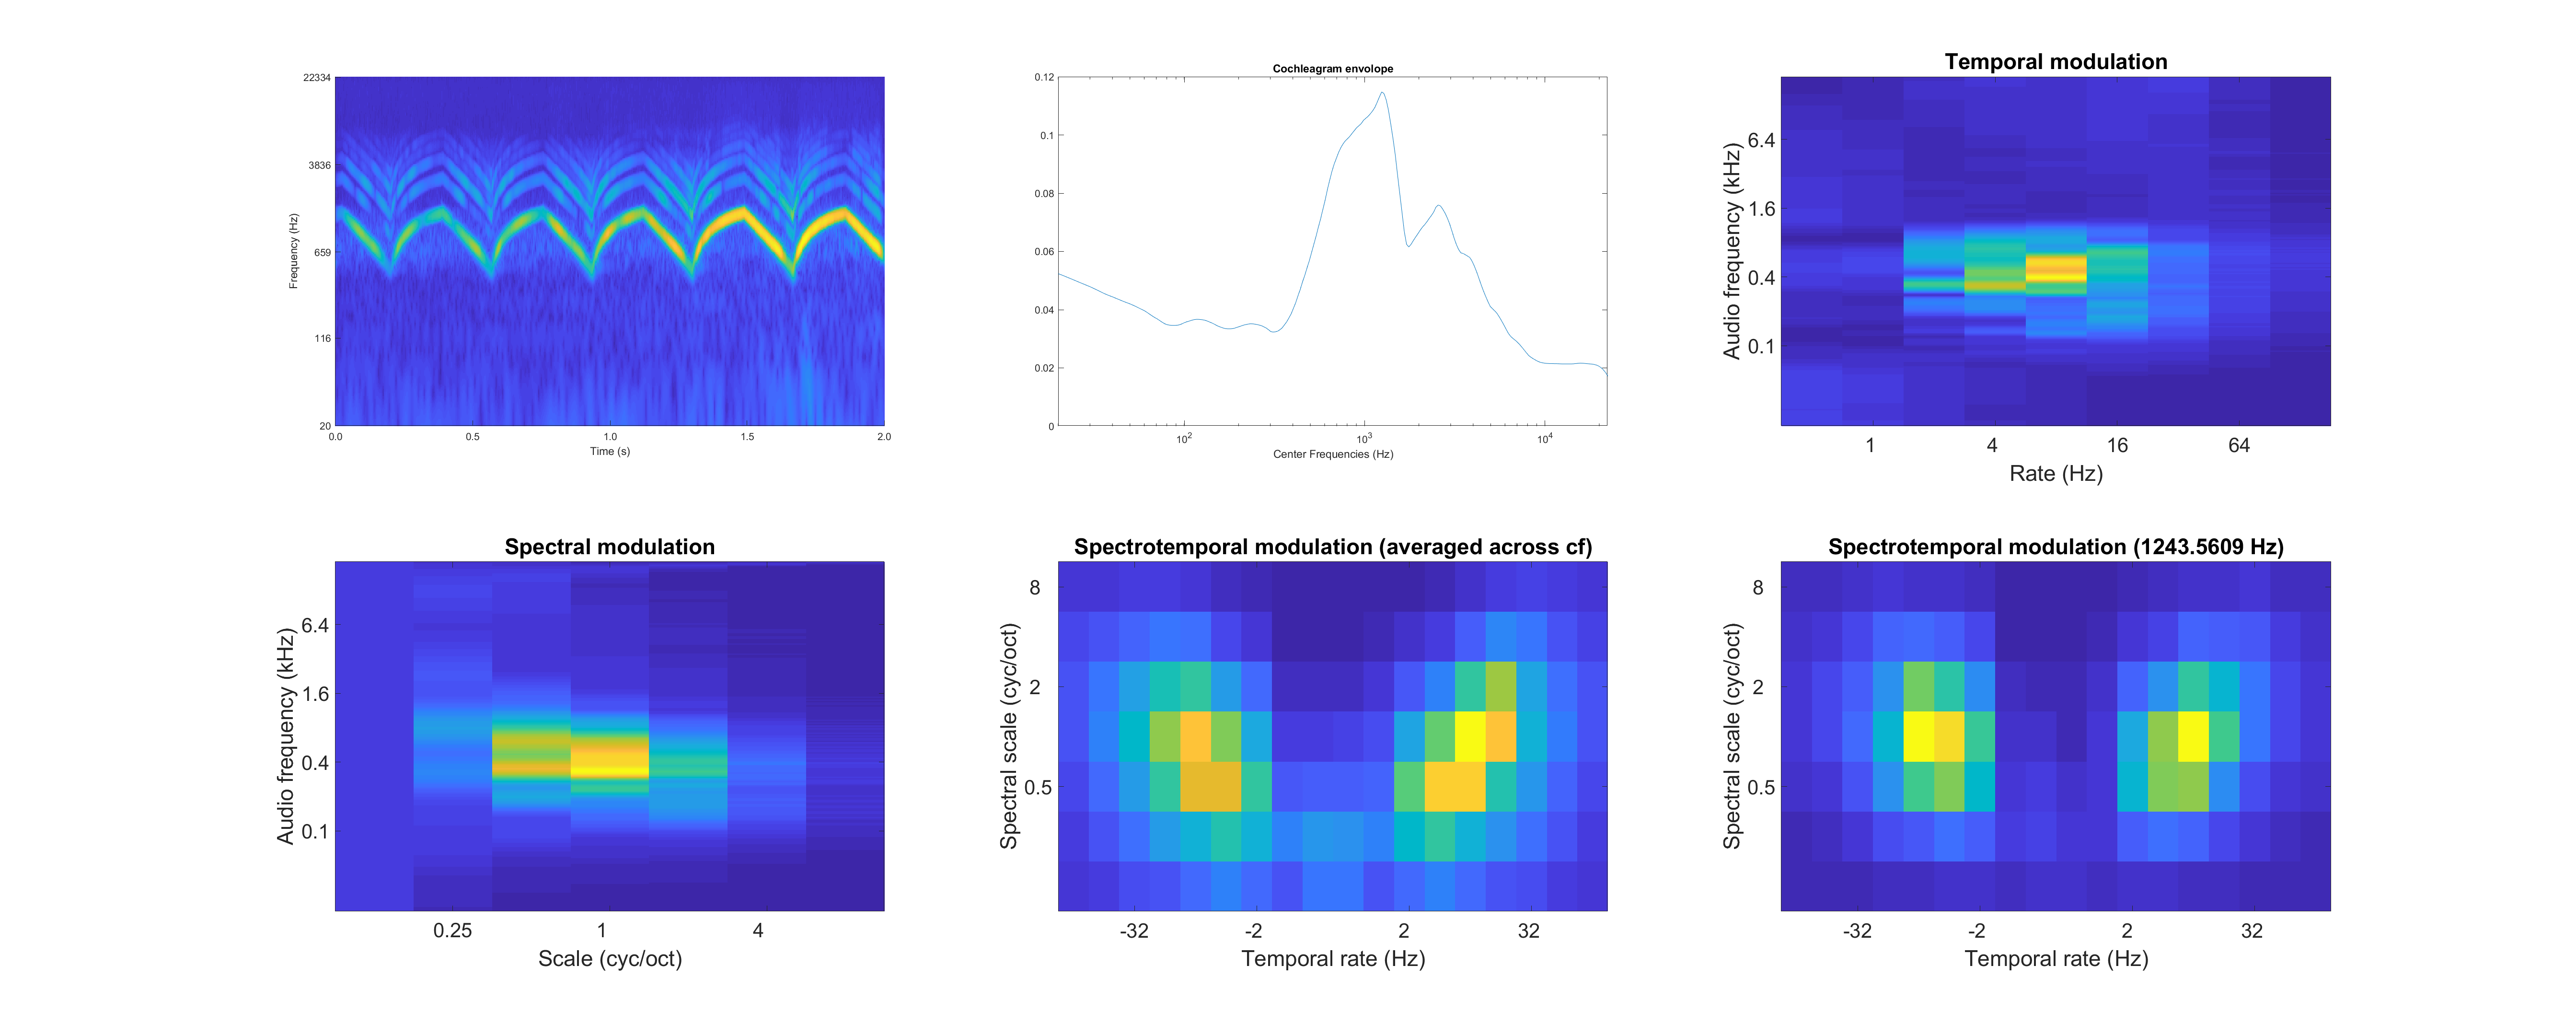 22334
3836
659
116
20
Frequency (Hz)
0.0 0.5 1.0 1.5 2.0
Time (s)
Cochleagram envolope
0.12
0.1
0.08
0.06
0.04
0.02
0
10^2 10^3 10^4
Center Frequencies (Hz)
Temporal modulation
6.4
1.6
0.4
0.1
Audio frequency (kHz)
1 4 16 64
Rate (Hz)
Spectral modulation
6.4
1.6
0.4
0.1
Audio frequency (kHz)
0.25 1 4
Scale (cyc/oct)
Spectrotemporal modulation (averaged across cf)
8
2
0.5
Spectral scale (cyc/oct)
-32 -2 2 32
Temporal rate (Hz)
Spectrotemporal modulation (1243.5609 Hz)
8
2
0.5
Spectral scale (cyc/oct)
-32 -2 2 32
Temporal rate (Hz)